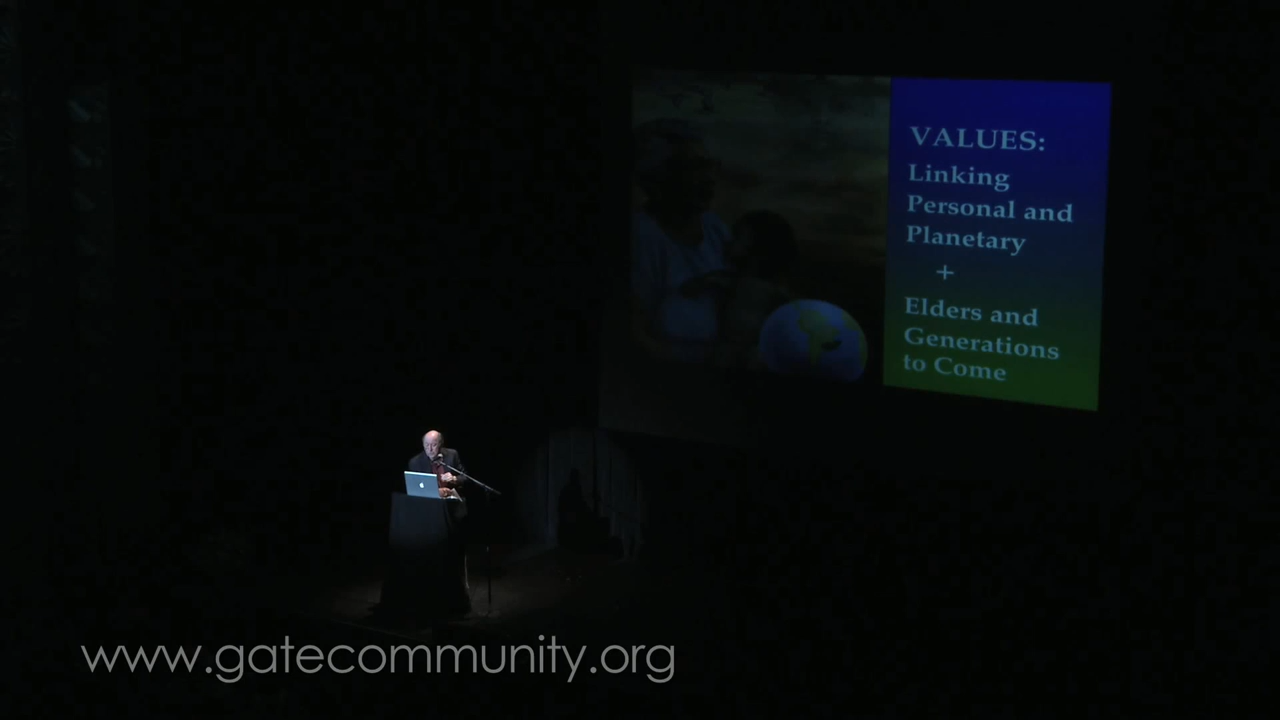 VALUES:
Linking
Personal and
Planetary
+
Elders and
Generations
to Come
www.gatecommunity.org